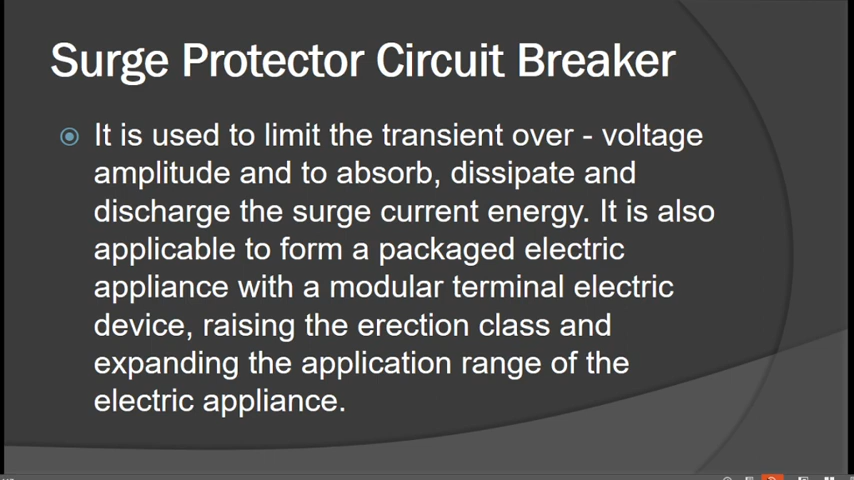 Surge Protector Circuit Breaker
It is used to limit the transient over - voltage
amplitude and to absorb, dissipate and
discharge the surge current energy. It is also
applicable to form a packaged electric
appliance with a modular terminal electric
device, raising the erection class and
expanding the application range of the
electric appliance.